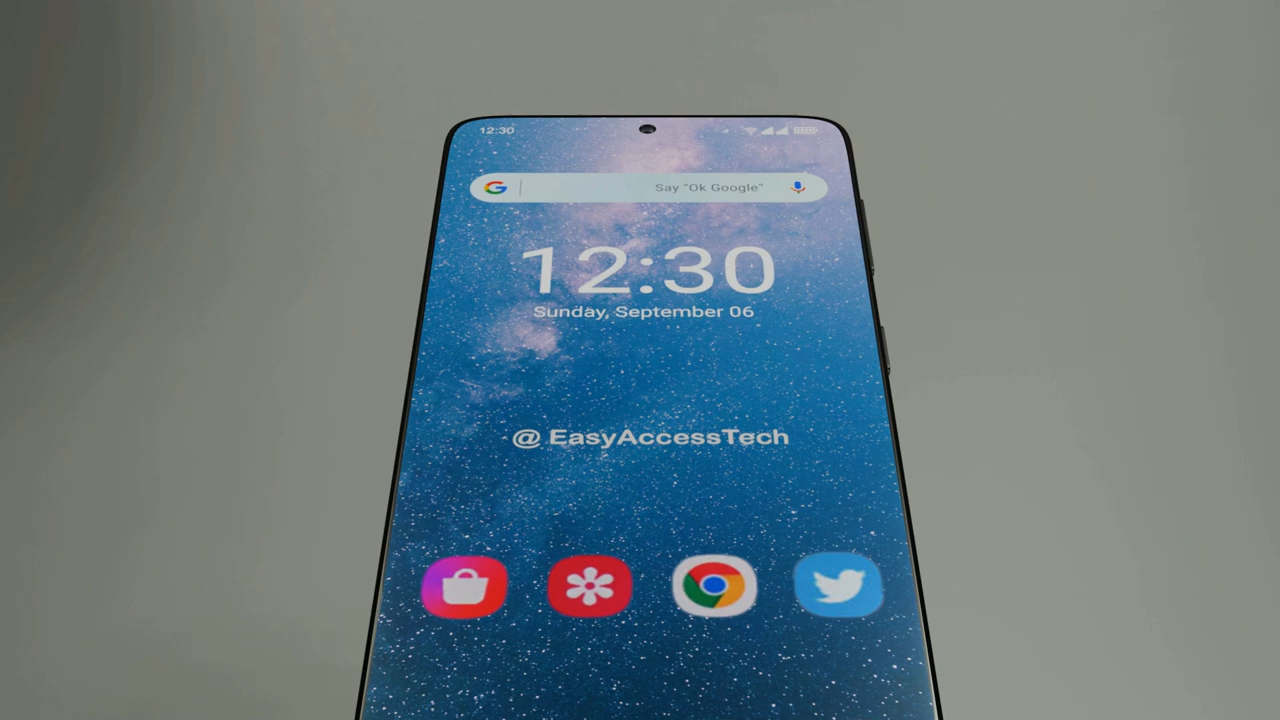 12:30
Say "Ok Google"
12:30
Sunday, September 06
@ EasyAccessTech